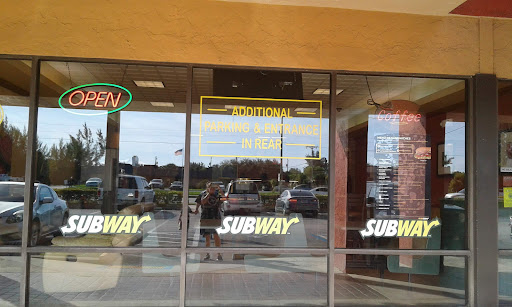 OPEN
ADDITIONAL
PARKING & ENTRANCE
IN REAR
Coffee
SUBWAY
SUBWAY
SUBWAY